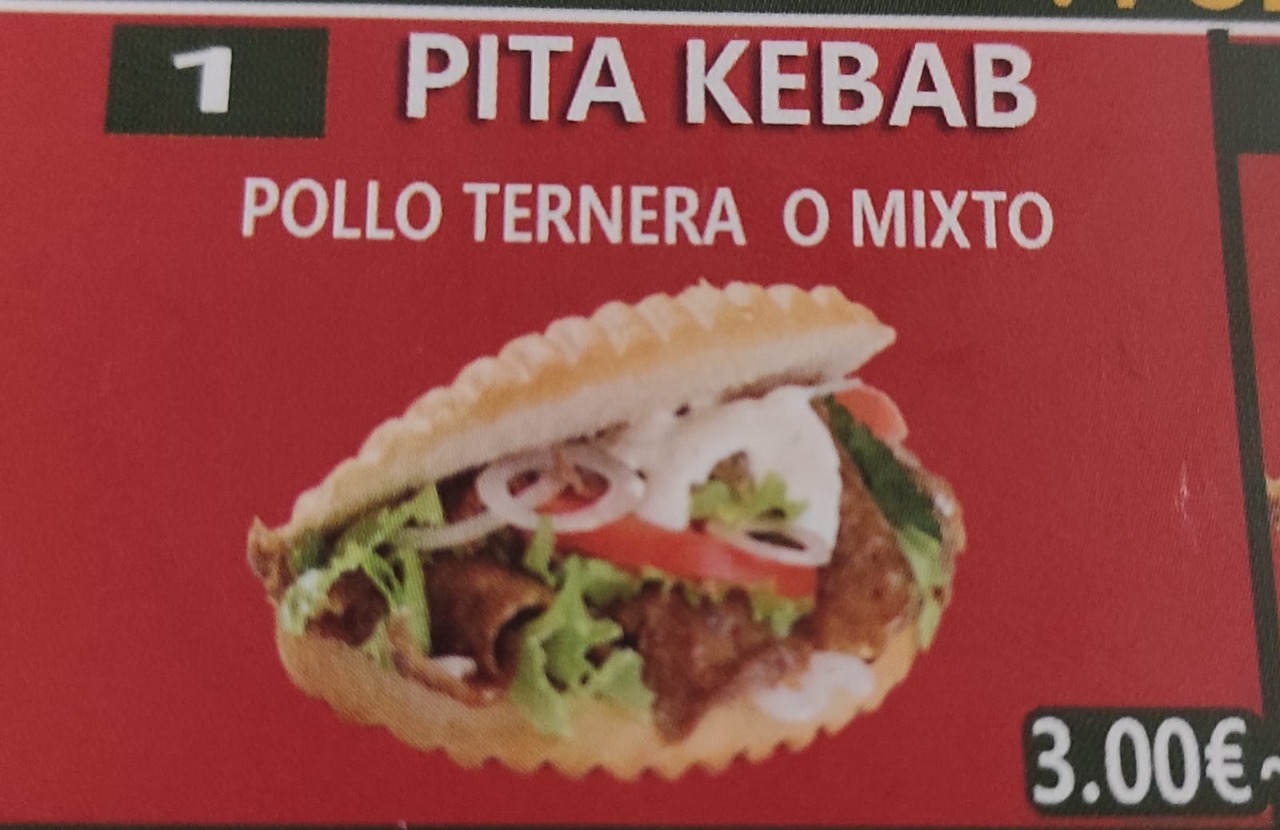 1 PITA KEBAB
POLLO TERNERA O MIXTO
3.00€